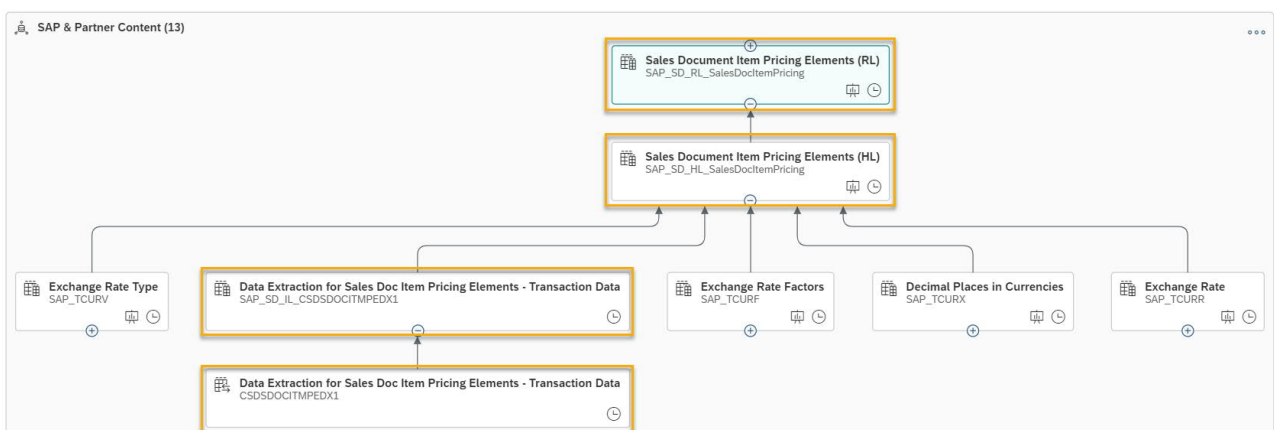 SAP & Partner Content (13)
Sales Document Item Pricing Elements (RL)
SAP_SD_RL_SalesDocItemPricing
Sales Document Item Pricing Elements (HL)
SAP_SD_HL_SalesDocItemPricing
Exchange Rate Type
SAP_TCURV
Data Extraction for Sales Doc Item Pricing Elements - Transaction Data
SAP_SD_IL_CSDSDOCITMPEDX1
Exchange Rate Factors
SAP_TCURF
Decimal Places in Currencies
SAP_TCURX
Exchange Rate
SAP_TCURR
Data Extraction for Sales Doc Item Pricing Elements - Transaction Data
CSDSDOCITMPEDX1